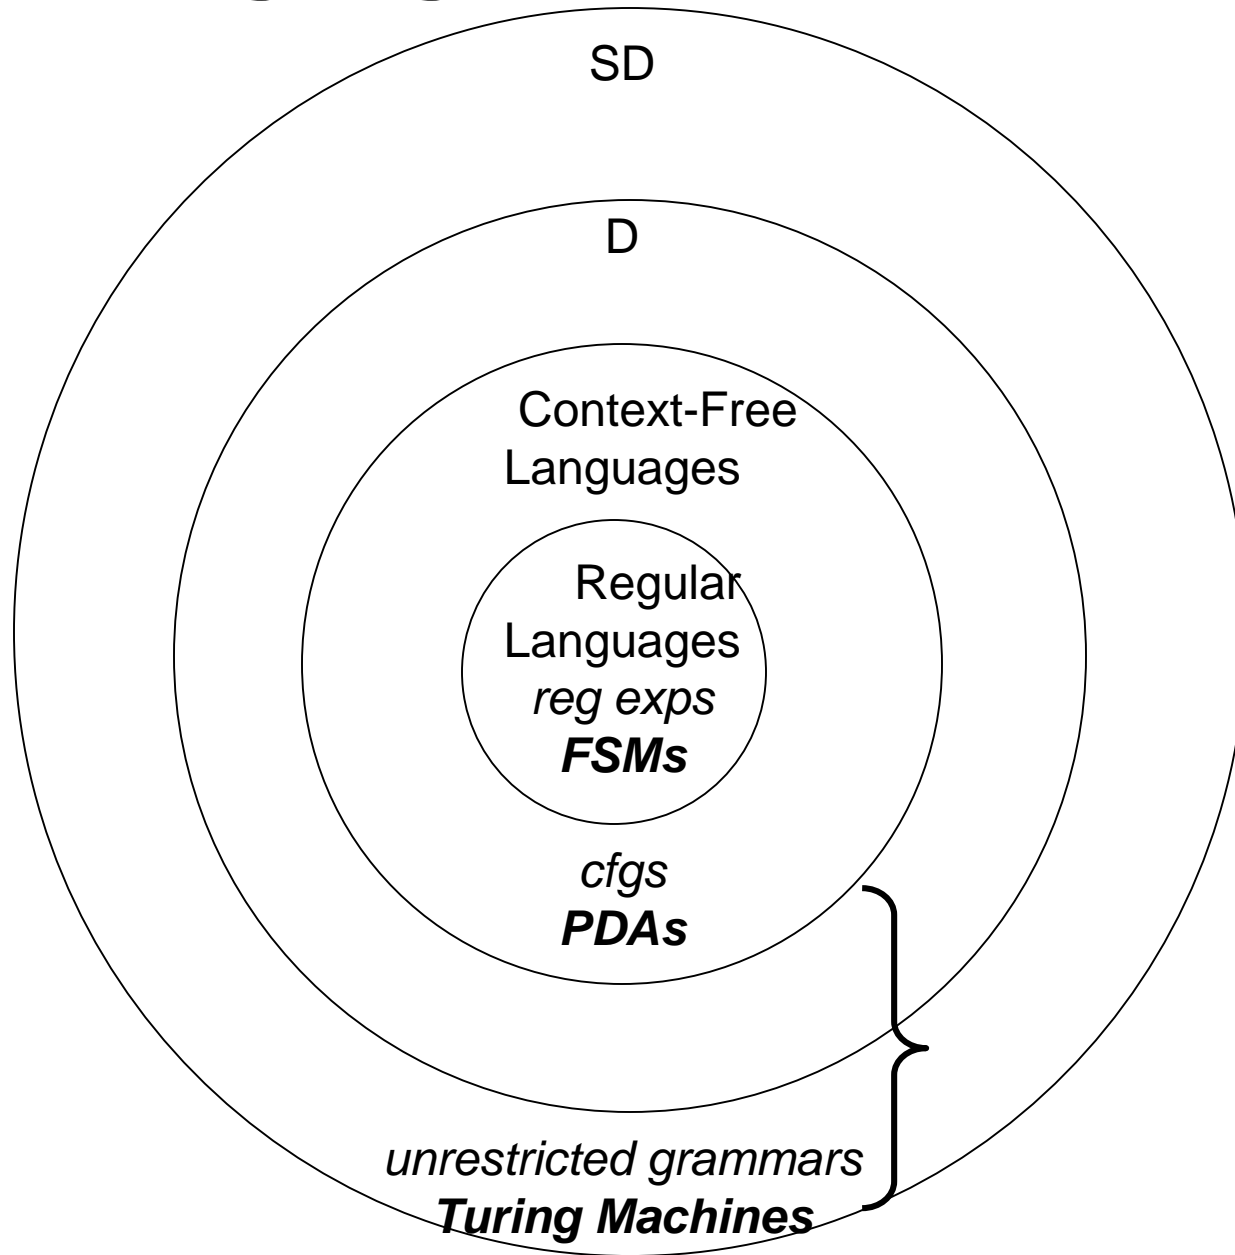 SD
D
Context-Free
Languages
Regular
Languages
reg exps
FSMs
cfgs
PDAs
unrestricted grammars
Turing Machines